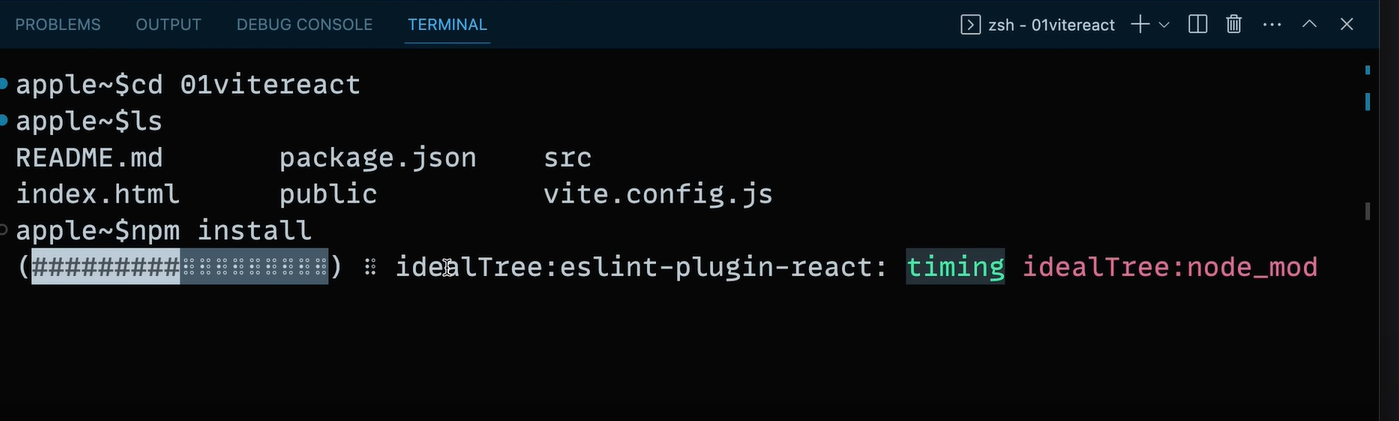 PROBLEMS OUTPUT DEBUG CONSOLE TERMINAL zsh - 01vitereact
apple~$cd 01vitereact
apple~$ls
README.md package.json src
index.html public vite.config.js
apple~$npm install
(#########⠿⠿⠿⠿⠿⠿⠿⠿⠿) ⠿ idealTree:eslint-plugin-react: timing idealTree:node_mod